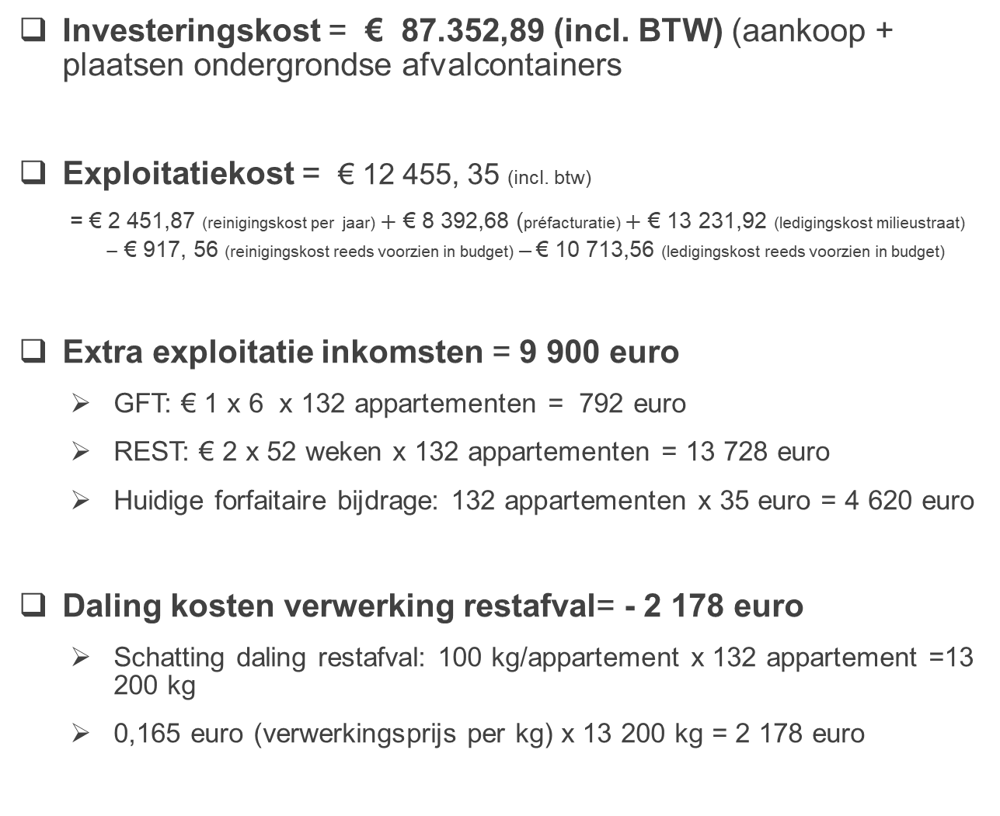 ❑ Investeringskost = € 87.352,89 (incl. BTW) (aankoop +
plaatsen ondergrondse afvalcontainers
❑ Exploitatiekost = € 12 455, 35 (incl. btw)
= € 2 451,87 (reinigingskost per jaar) + € 8 392,68 (préfacturatie) + € 13 231,92 (ledigingskost milieustraat)
– € 917, 56 (reinigingskost reeds voorzien in budget) – € 10 713,56 (ledigingskost reeds voorzien in budget)
❑ Extra exploitatie inkomsten = 9 900 euro
➢ GFT: € 1 x 6 x 132 appartementen = 792 euro
➢ REST: € 2 x 52 weken x 132 appartementen = 13 728 euro
➢ Huidige forfaitaire bijdrage: 132 appartementen x 35 euro = 4 620 euro
❑ Daling kosten verwerking restafval= - 2 178 euro
➢ Schatting daling restafval: 100 kg/appartement x 132 appartement =13
200 kg
➢ 0,165 euro (verwerkingsprijs per kg) x 13 200 kg = 2 178 euro